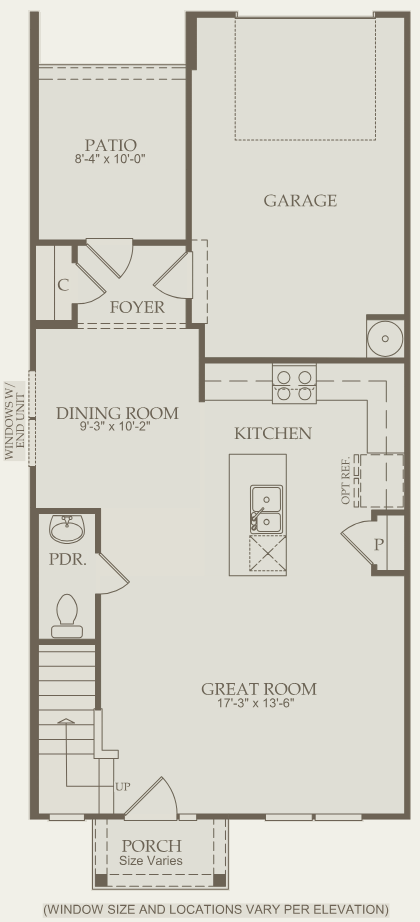 PATIO
8'-4" x 10'-0"
GARAGE
C
FOYER
WINDOWS W/
END UNIT
DINING ROOM
9'-3" x 10'-2"
KITCHEN
OPT REF.
PDR.
P
GREAT ROOM
17'-3" x 13'-6"
UP
PORCH
Size Varies
(WINDOW SIZE AND LOCATIONS VARY PER ELEVATION)